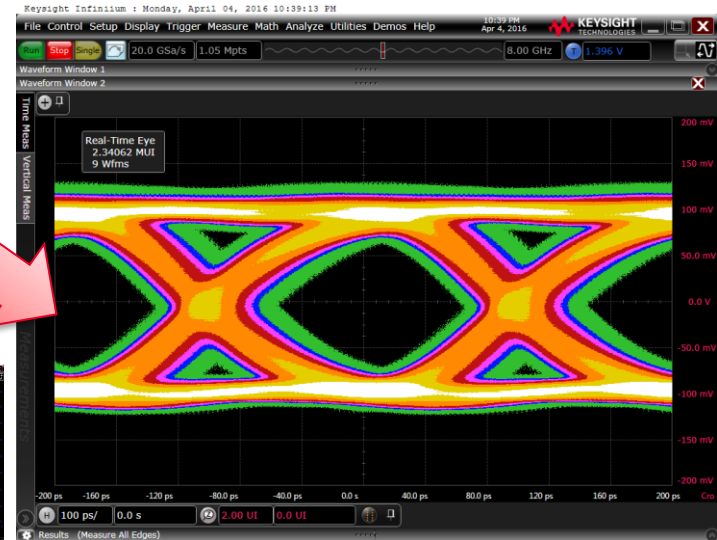 Keysight Infiniium : Monday, April 04, 2016 10:39:13 PM
File Control Setup Display Trigger Measure Math Analyze Utilities Demos Help
10:39 PM
Apr 4, 2016
KEYSIGHT
TECHNOLOGIES
Run Stop Single 20.0 GSa/s 1.05 Mpts 8.00 GHz T 1.396 V
Waveform Window 1
Waveform Window 2
Time Meas
Vertical Meas
Measurements
Real-Time Eye
2.34062 MUI
9 Wfms
200 mV
150 mV
100 mV
50.0 mV
0.0 V
-50.0 mV
-100 mV
-150 mV
-200 mV
-200 ps -160 ps -120 ps -80.0 ps -40.0 ps 0.0 s 40.0 ps 80.0 ps 120 ps 160 ps 200 ps
H 100 ps/ 0.0 s 2.00 UI 0.0 UI
Results (Measure All Edges)